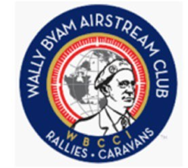 WALLY BYAM AIRSTREAM CLUB
WBCCI
RALLIES • CARAVANS